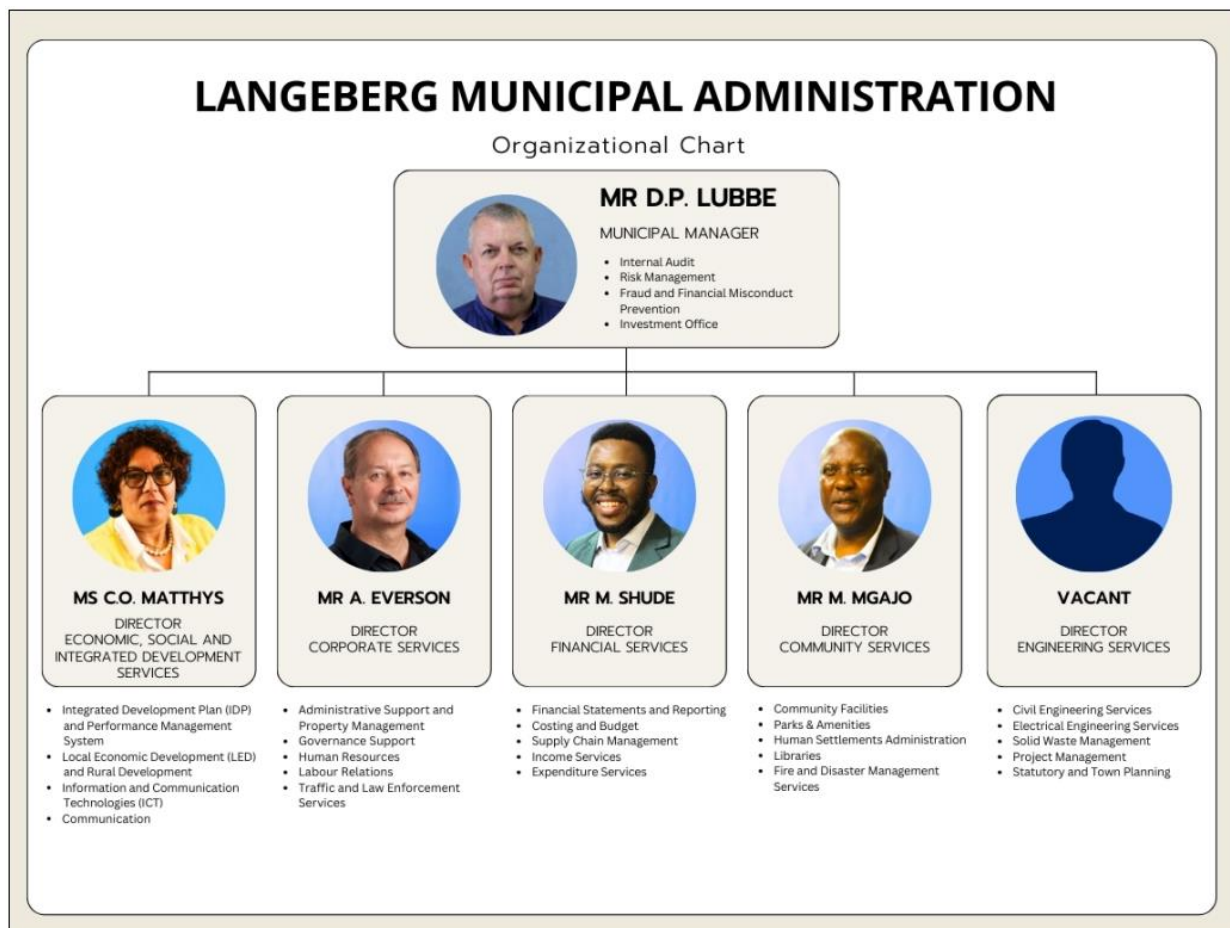 LANGEBERG MUNICIPAL ADMINISTRATION
Organizational Chart
MR D.P. LUBBE
MUNICIPAL MANAGER
• Internal Audit
• Risk Management
• Fraud and Financial Misconduct
Prevention
• Investment Office
MS C.O. MATTHYS
DIRECTOR
ECONOMIC, SOCIAL AND
INTEGRATED DEVELOPMENT
SERVICES
• Integrated Development Plan (IDP)
and Performance Management
System
• Local Economic Development (LED)
and Rural Development
• Information and Communication
Technologies (ICT)
• Communication
MR A. EVERSON
DIRECTOR
CORPORATE SERVICES
• Administrative Support and
Property Management
• Governance Support
• Human Resources
• Labour Relations
• Traffic and Law Enforcement
Services
MR M. SHUDE
DIRECTOR
FINANCIAL SERVICES
• Financial Statements and Reporting
• Costing and Budget
• Supply Chain Management
• Income Services
• Expenditure Services
MR M. MGAJO
DIRECTOR
COMMUNITY SERVICES
• Community Facilities
• Parks & Amenities
• Human Settlements Administration
• Libraries
• Fire and Disaster Management
Services
VACANT
DIRECTOR
ENGINEERING SERVICES
• Civil Engineering Services
• Electrical Engineering Services
• Solid Waste Management
• Project Management
• Statutory and Town Planning